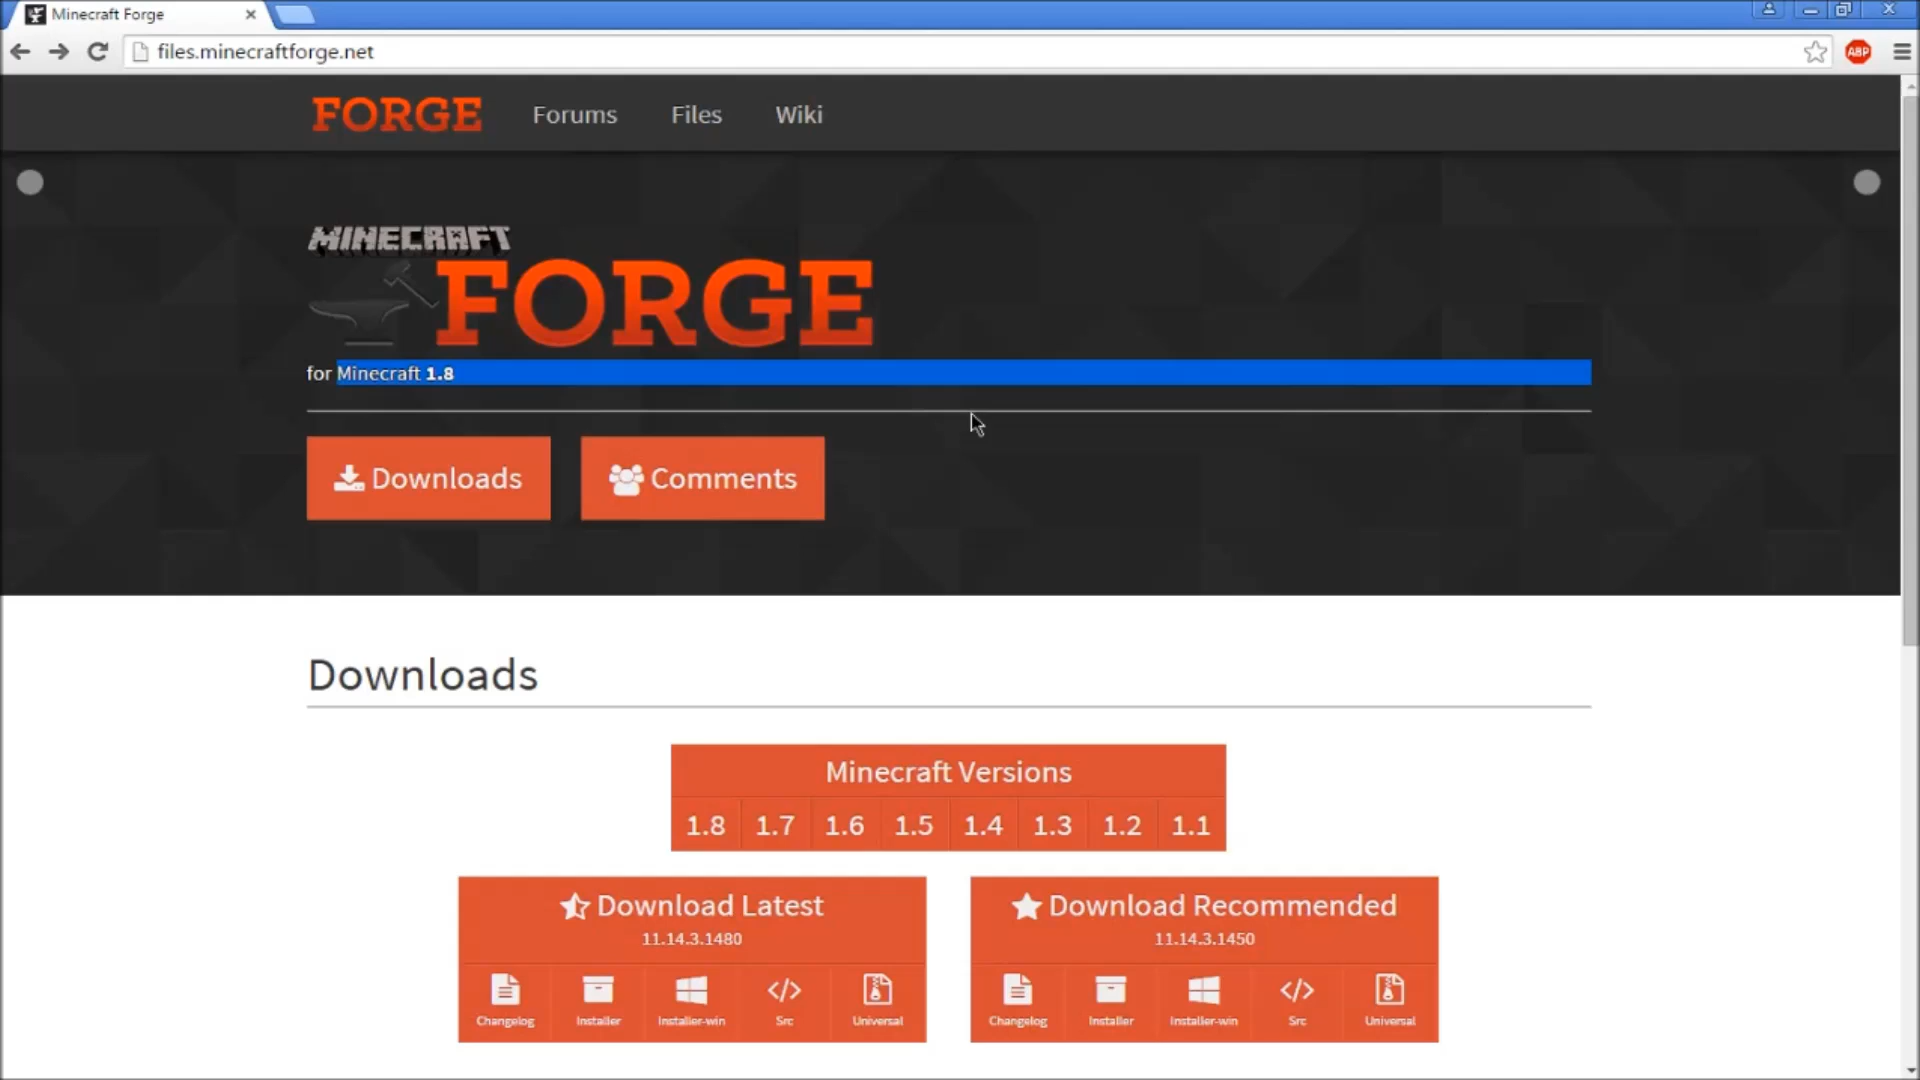 Minecraft Forge
files.minecraftforge.net
ABP
FORGE Forums Files Wiki
MINECRAFT
FORGE
for Minecraft 1.8
Downloads Comments
Downloads
Minecraft Versions
1.8 1.7 1.6 1.5 1.4 1.3 1.2 1.1
Download Latest
11.14.3.1480
Changelog Installer Installer-win Src Universal
Download Recommended
11.14.3.1450
Changelog Installer Installer-win Src Universal